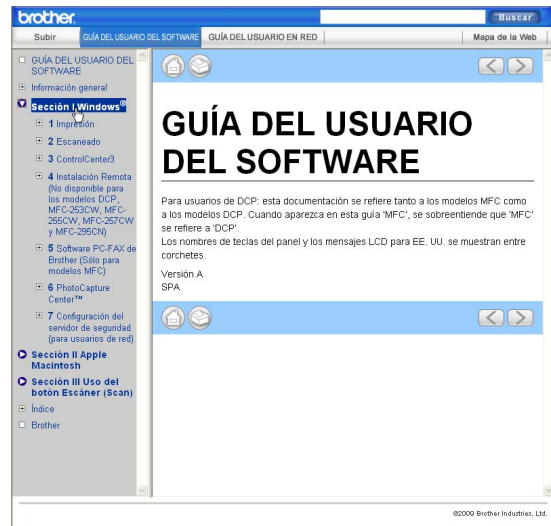 brother.
Buscar
Subir
GUÍA DEL USUARIO DEL SOFTWARE
GUÍA DEL USUARIO EN RED
Mapa de la Web
GUÍA DEL USUARIO DEL
SOFTWARE
Información general
Sección I Windows®
1 Impresión
2 Escaneado
3 ControlCenter3
4 Instalación Remota
(No disponible para
los modelos DCP,
MFC-253CW, MFC-
255CW, MFC-257CW
y MFC-295CN)
5 Software PC-FAX de
Brother (Sólo para
modelos MFC)
6 PhotoCapture
Center™
7 Configuración del
servidor de seguridad
(para usuarios de red)
Sección II Apple
Macintosh
Sección III Uso del
botón Escáner (Scan)
Índice
Brother
GUÍA DEL USUARIO
DEL SOFTWARE
Para usuarios de DCP: esta documentación se refiere tanto a los modelos MFC como
a los modelos DCP. Cuando aparezca en esta guía 'MFC', se sobreentiende que 'MFC'
se refiere a 'DCP'.
Los nombres de teclas del panel y los mensajes LCD para EE. UU. se muestran entre
corchetes.
Versión A
SPA
©2009 Brother Industries, Ltd.